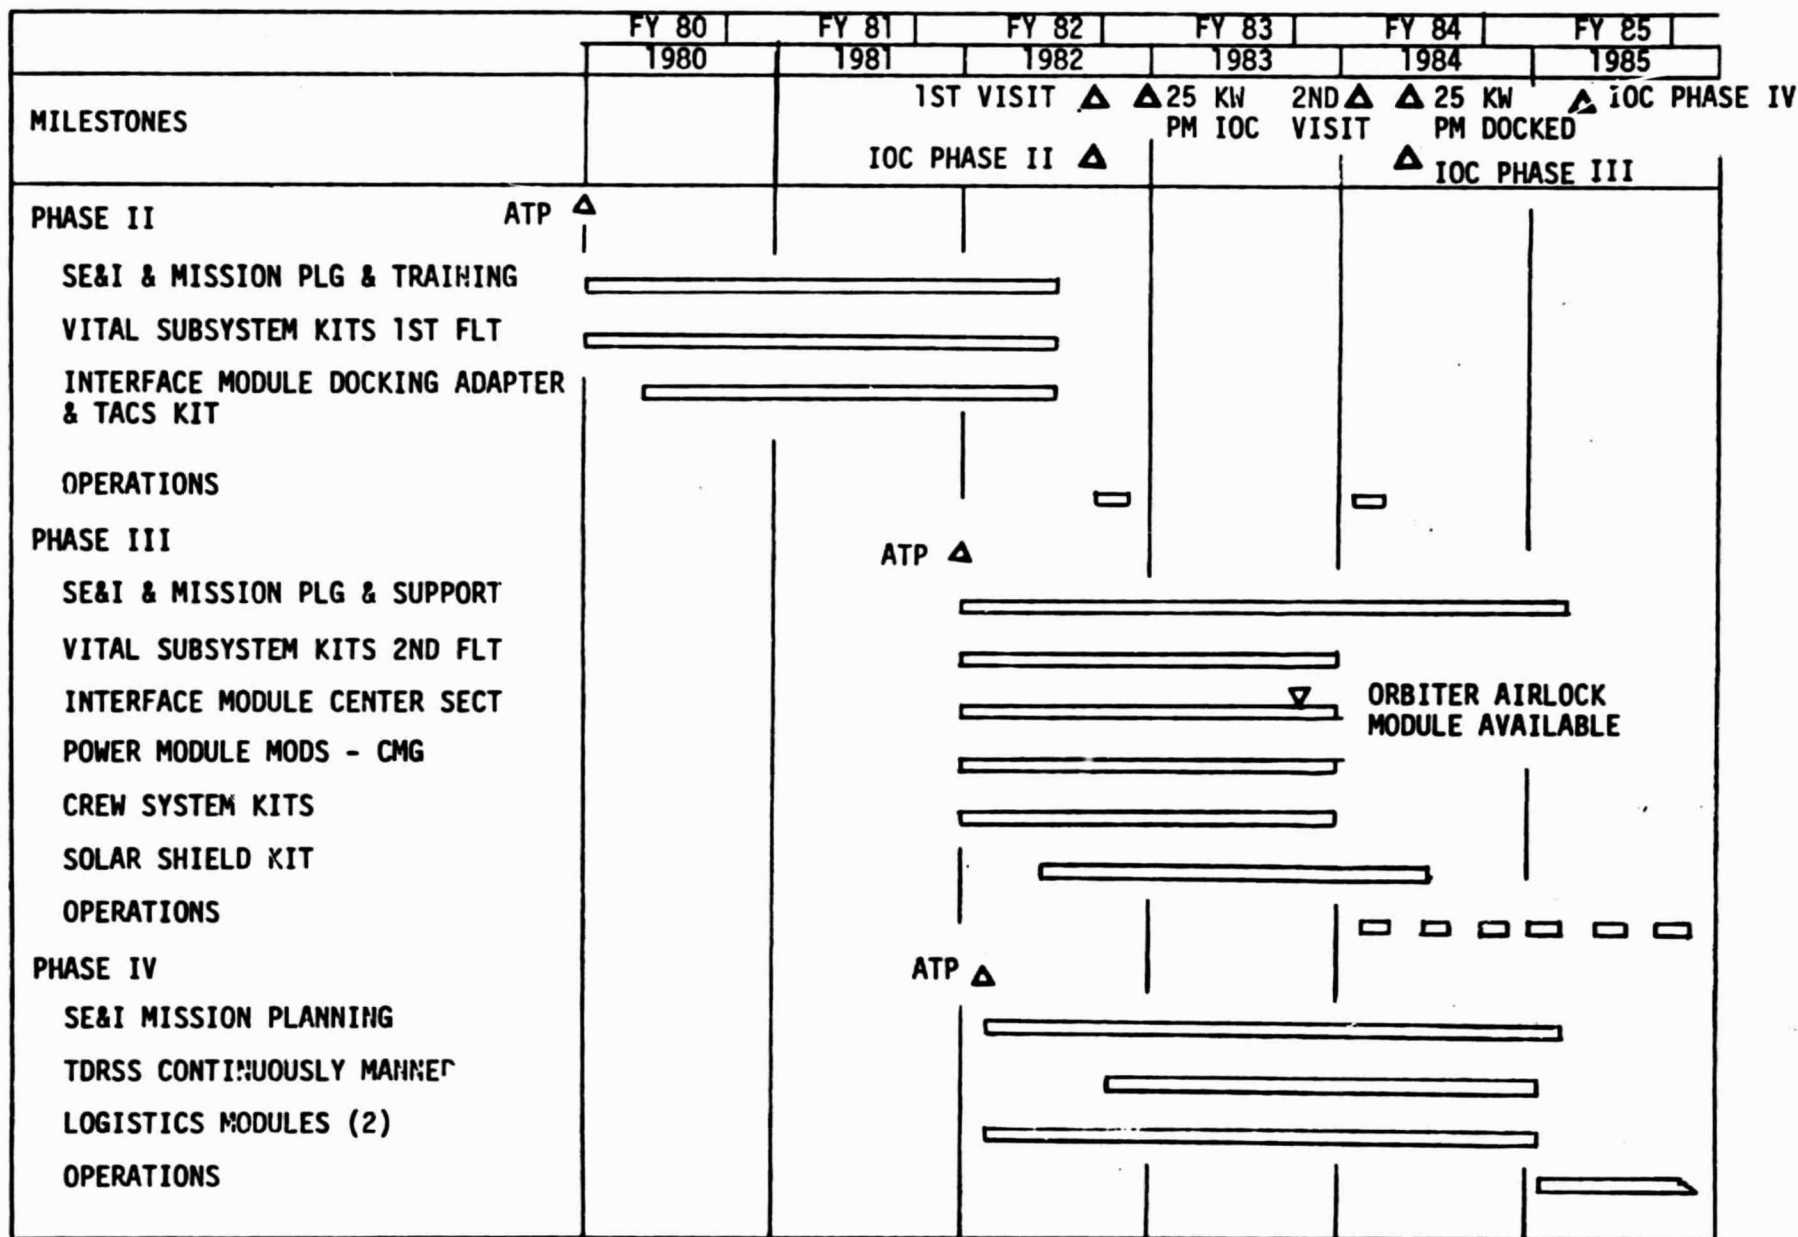 FY 80 FY 81 FY 82 FY 83 FY 84 FY 85
1980 1981 1982 1983 1984 1985
MILESTONES
1ST VISIT
25 KW
PM IOC
2ND
VISIT
25 KW
PM DOCKED
IOC PHASE IV
IOC PHASE II
IOC PHASE III
PHASE II
ATP
SE&I & MISSION PLG & TRAINING
VITAL SUBSYSTEM KITS 1ST FLT
INTERFACE MODULE DOCKING ADAPTER
& TACS KIT
OPERATIONS
PHASE III
ATP
SE&I & MISSION PLG & SUPPORT
VITAL SUBSYSTEM KITS 2ND FLT
INTERFACE MODULE CENTER SECT
ORBITER AIRLOCK
MODULE AVAILABLE
POWER MODULE MODS - CMG
CREW SYSTEM KITS
SOLAR SHIELD KIT
OPERATIONS
PHASE IV
ATP
SE&I MISSION PLANNING
TDRSS CONTINUOUSLY
LOGISTICS MODULES (2)
OPERATIONS